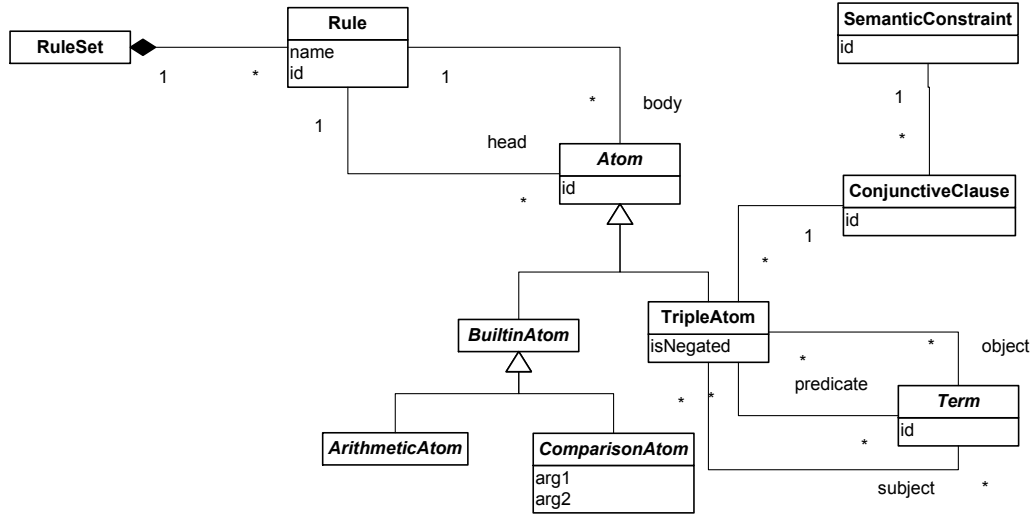 Rule
SemanticConstraint
RuleSet
name
id
id
1
*
1
1
*
body
1
*
head
Atom
id
*
ConjunctiveClause
id
1
*
TripleAtom
isNegated
BuiltinAtom
*
*
object
predicate
*
*
Term
id
ArithmeticAtom
ComparisonAtom
arg1
arg2
*
subject
*